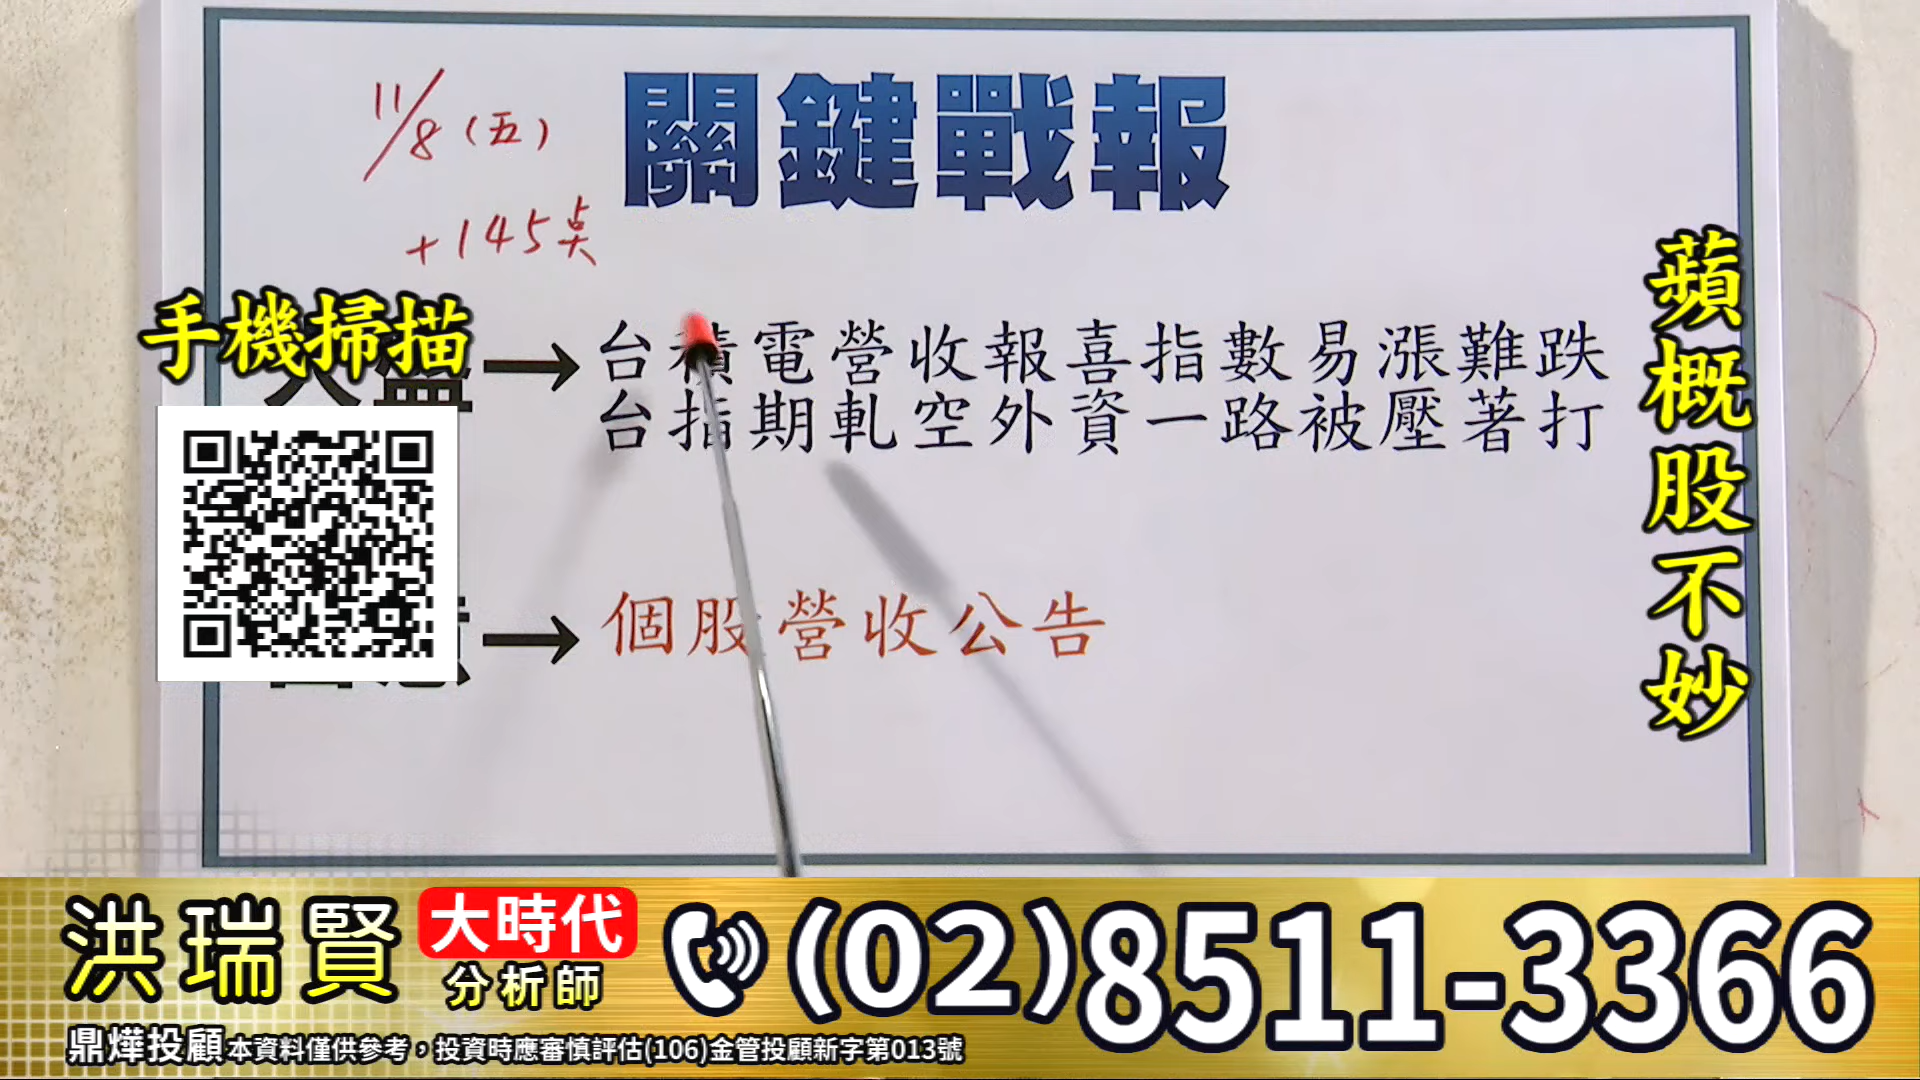 11/8(五)
關鍵戰報
+145点
手機掃描
→台積電營收報喜指數易漲難跌
台指期軋空外資一路被壓著打
→個股營收公告
蘋概股不妙
洪瑞賢
大時代
分析師
(02)8511-3366
鼎燁投顧 本資料僅供參考,投資時應審慎評估(106)金管投顧新字第013號